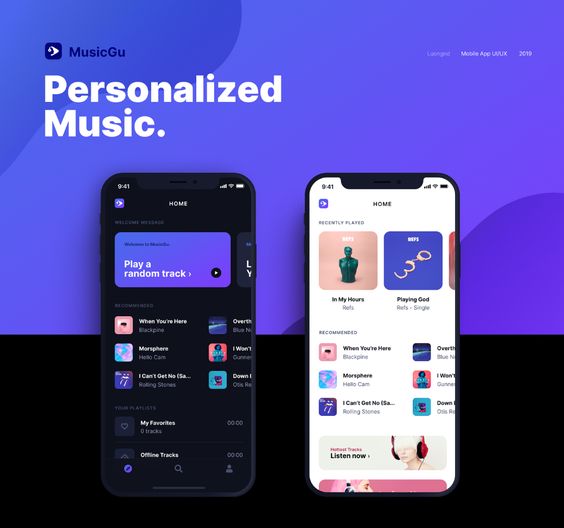 MusicGu
Luongnd Mobile App UI/UX 2019
Personalized
Music.
9:41
HOME
WELCOME MESSAGE
Welcome to MusicGu.
Play a
random track ›
RECOMMENDED
When You're Here
Blackpine
Overth
Blue N
Morsphere
Hello Cam
I Won'
Gunne
I Can't Get No (Sa...
Rolling Stones
Down
Otis Re
YOUR PLAYLISTS
My Favorites
0 tracks
00:00
Offline Tracks
00:00
9:41
HOME
RECENTLY PLAYED
REFS
REFS
In My Hours
Refs
Playing God
Refs - Single
RECOMMENDED
When You're Here
Blackpine
Overth
Blue N
Morsphere
Hello Cam
I Won'
Gunnes
I Can't Get No (Sa...
Rolling Stones
Down
Otis Re
Hottest Tracks
Listen now ›